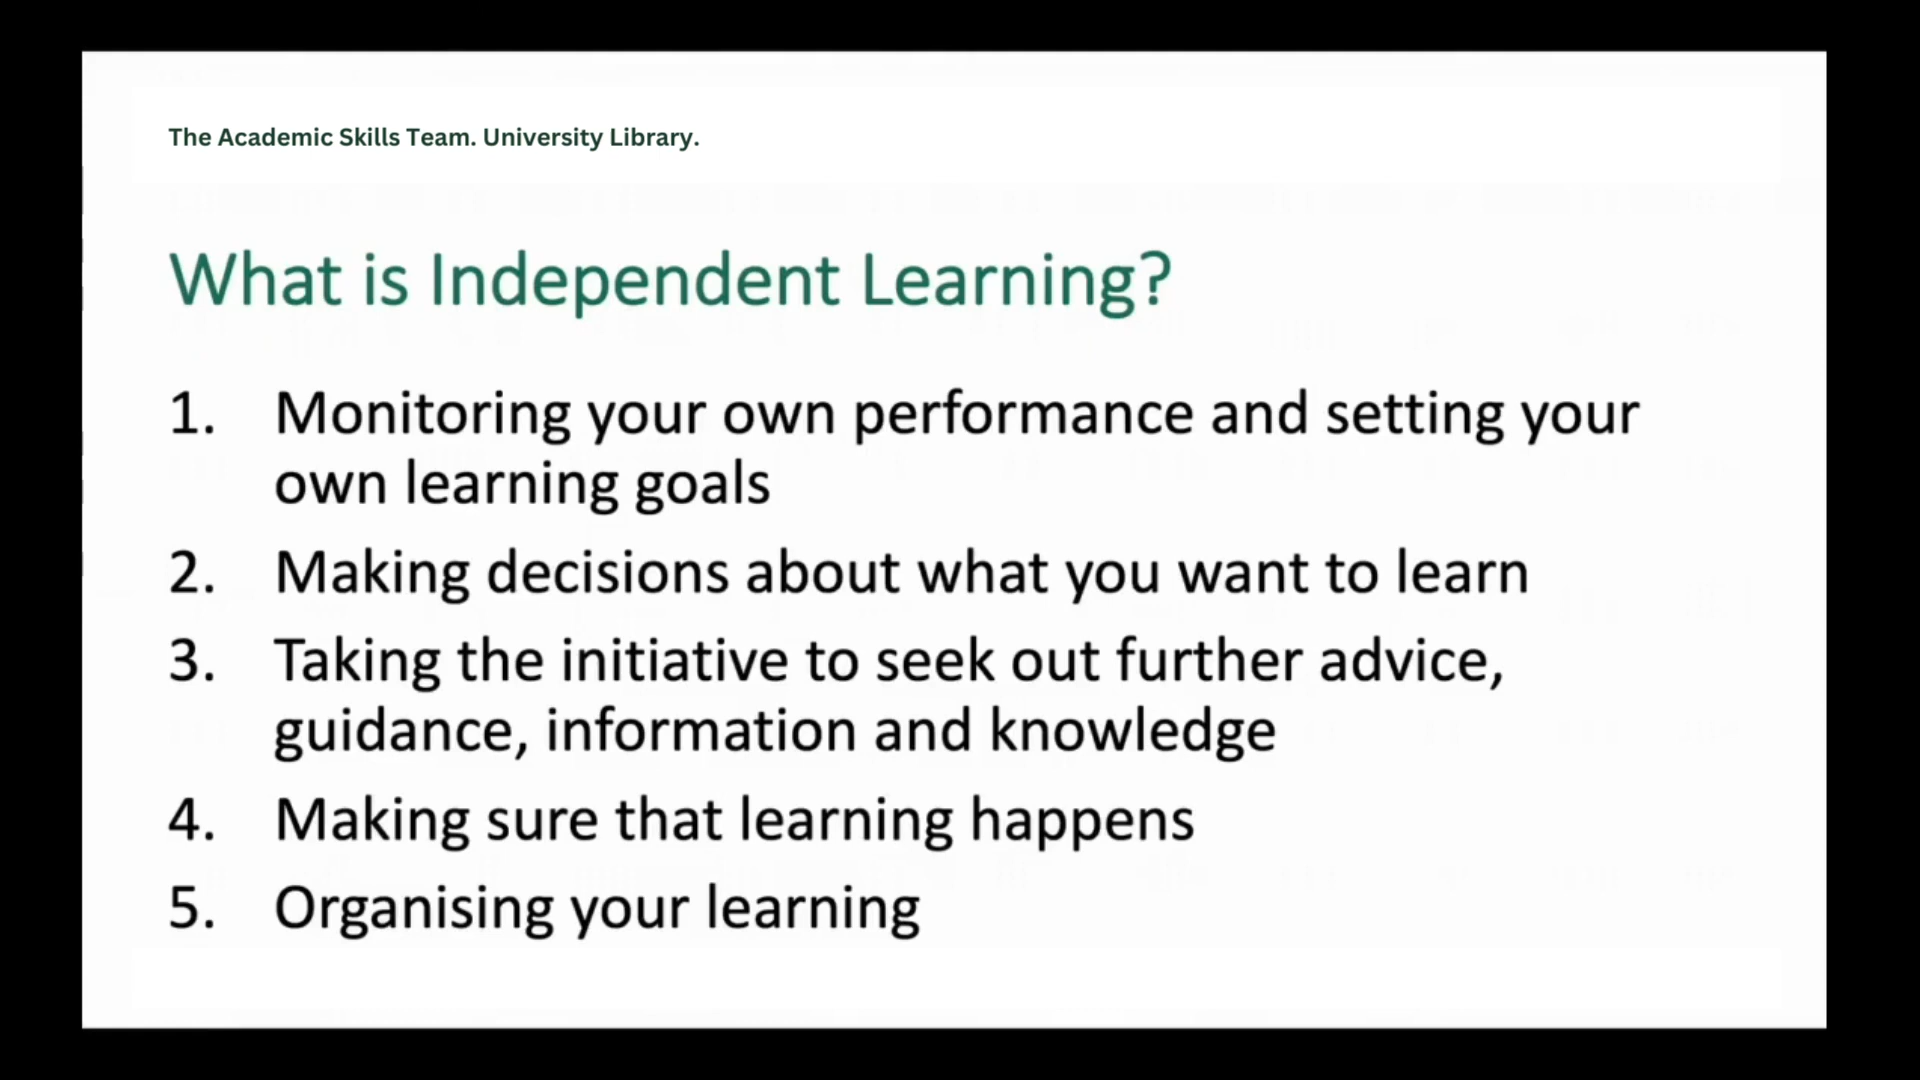 The Academic Skills Team. University Library.
What is Independent Learning?
1. Monitoring your own performance and setting your
own learning goals
2. Making decisions about what you want to learn
3. Taking the initiative to seek out further advice,
guidance, information and knowledge
4. Making sure that learning happens
5. Organising your learning